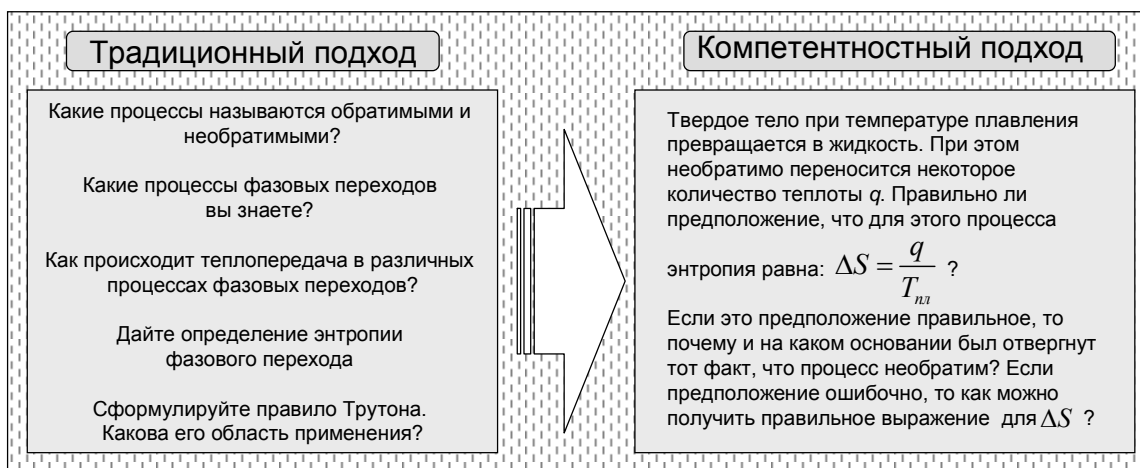 Традиционный подход
Какие процессы называются обратимыми и
необратимыми?
Какие процессы фазовых переходов
вы знаете?
Как происходит теплопередача в различных
процессах фазовых переходов?
Дайте определение энтропии
фазового перехода
Сформулируйте правило Трутона.
Какова его область применения?
Компетентностный подход
Твердое тело при температуре плавления
превращается в жидкость. При этом
необратимо переносится некоторое
количество теплоты q. Правильно ли
предположение, что для этого процесса
энтропия равна: ΔS = q / Tпл ?
Если это предположение правильное, то
почему и на каком основании был отвергнут
тот факт, что процесс необратим? Если
предположение ошибочно, то как можно
получить правильное выражение для ΔS ?